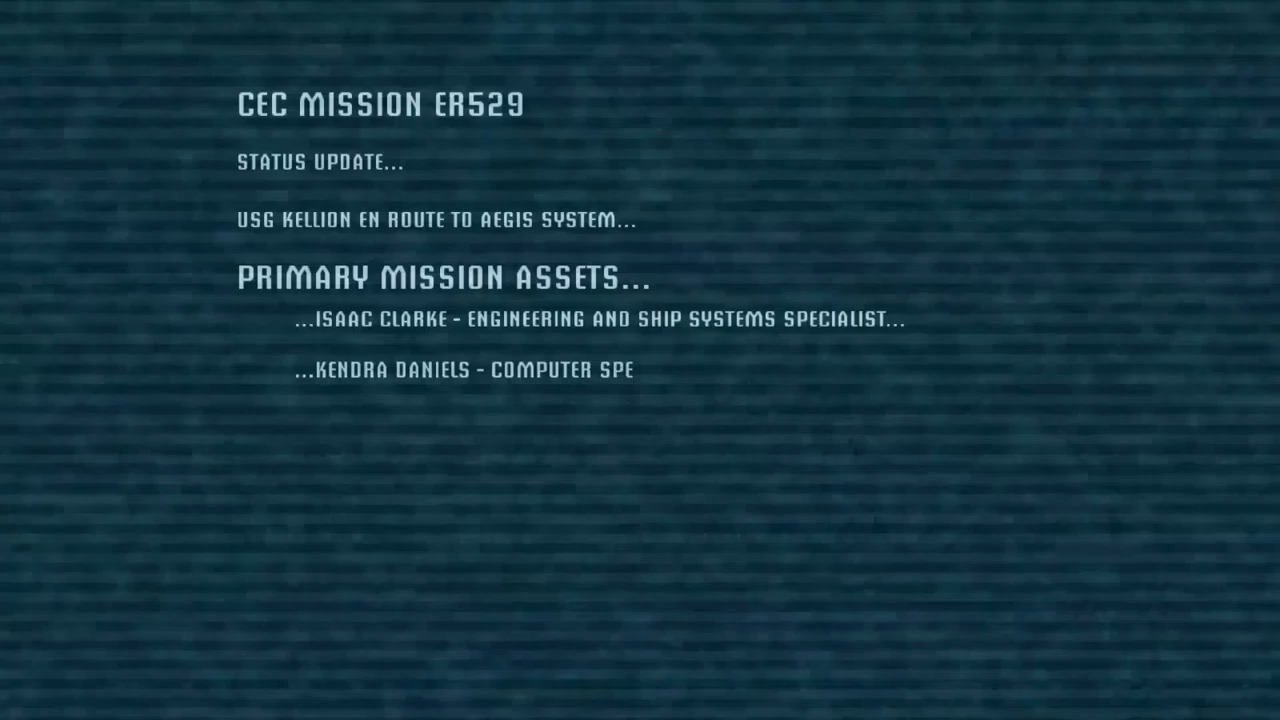 CEC MISSION ER529
STATUS UPDATE...
USG KELLION EN ROUTE TO AEGIS SYSTEM...
PRIMARY MISSION ASSETS...
...ISAAC CLARKE - ENGINEERING AND SHIP SYSTEMS SPECIALIST...
...KENDRA DANIELS - COMPUTER SPE